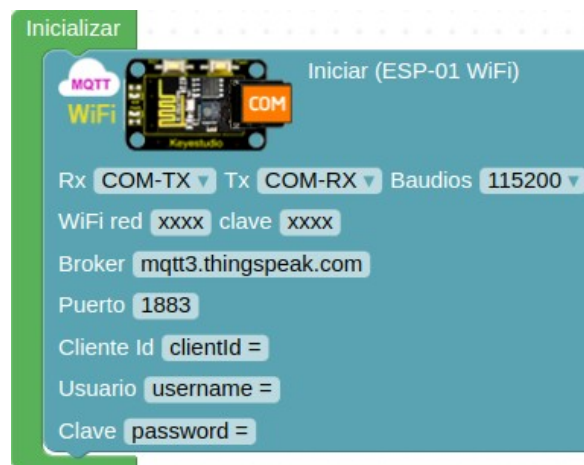 Inicializar
MQTT
WiFi
COM
Keyestudio
Iniciar (ESP-01 WiFi)
Rx COM-TX Tx COM-RX Baudios 115200
WiFi red xxxx clave xxxx
Broker mqtt3.thingspeak.com
Puerto 1883
Cliente Id clientId =
Usuario username =
Clave password =